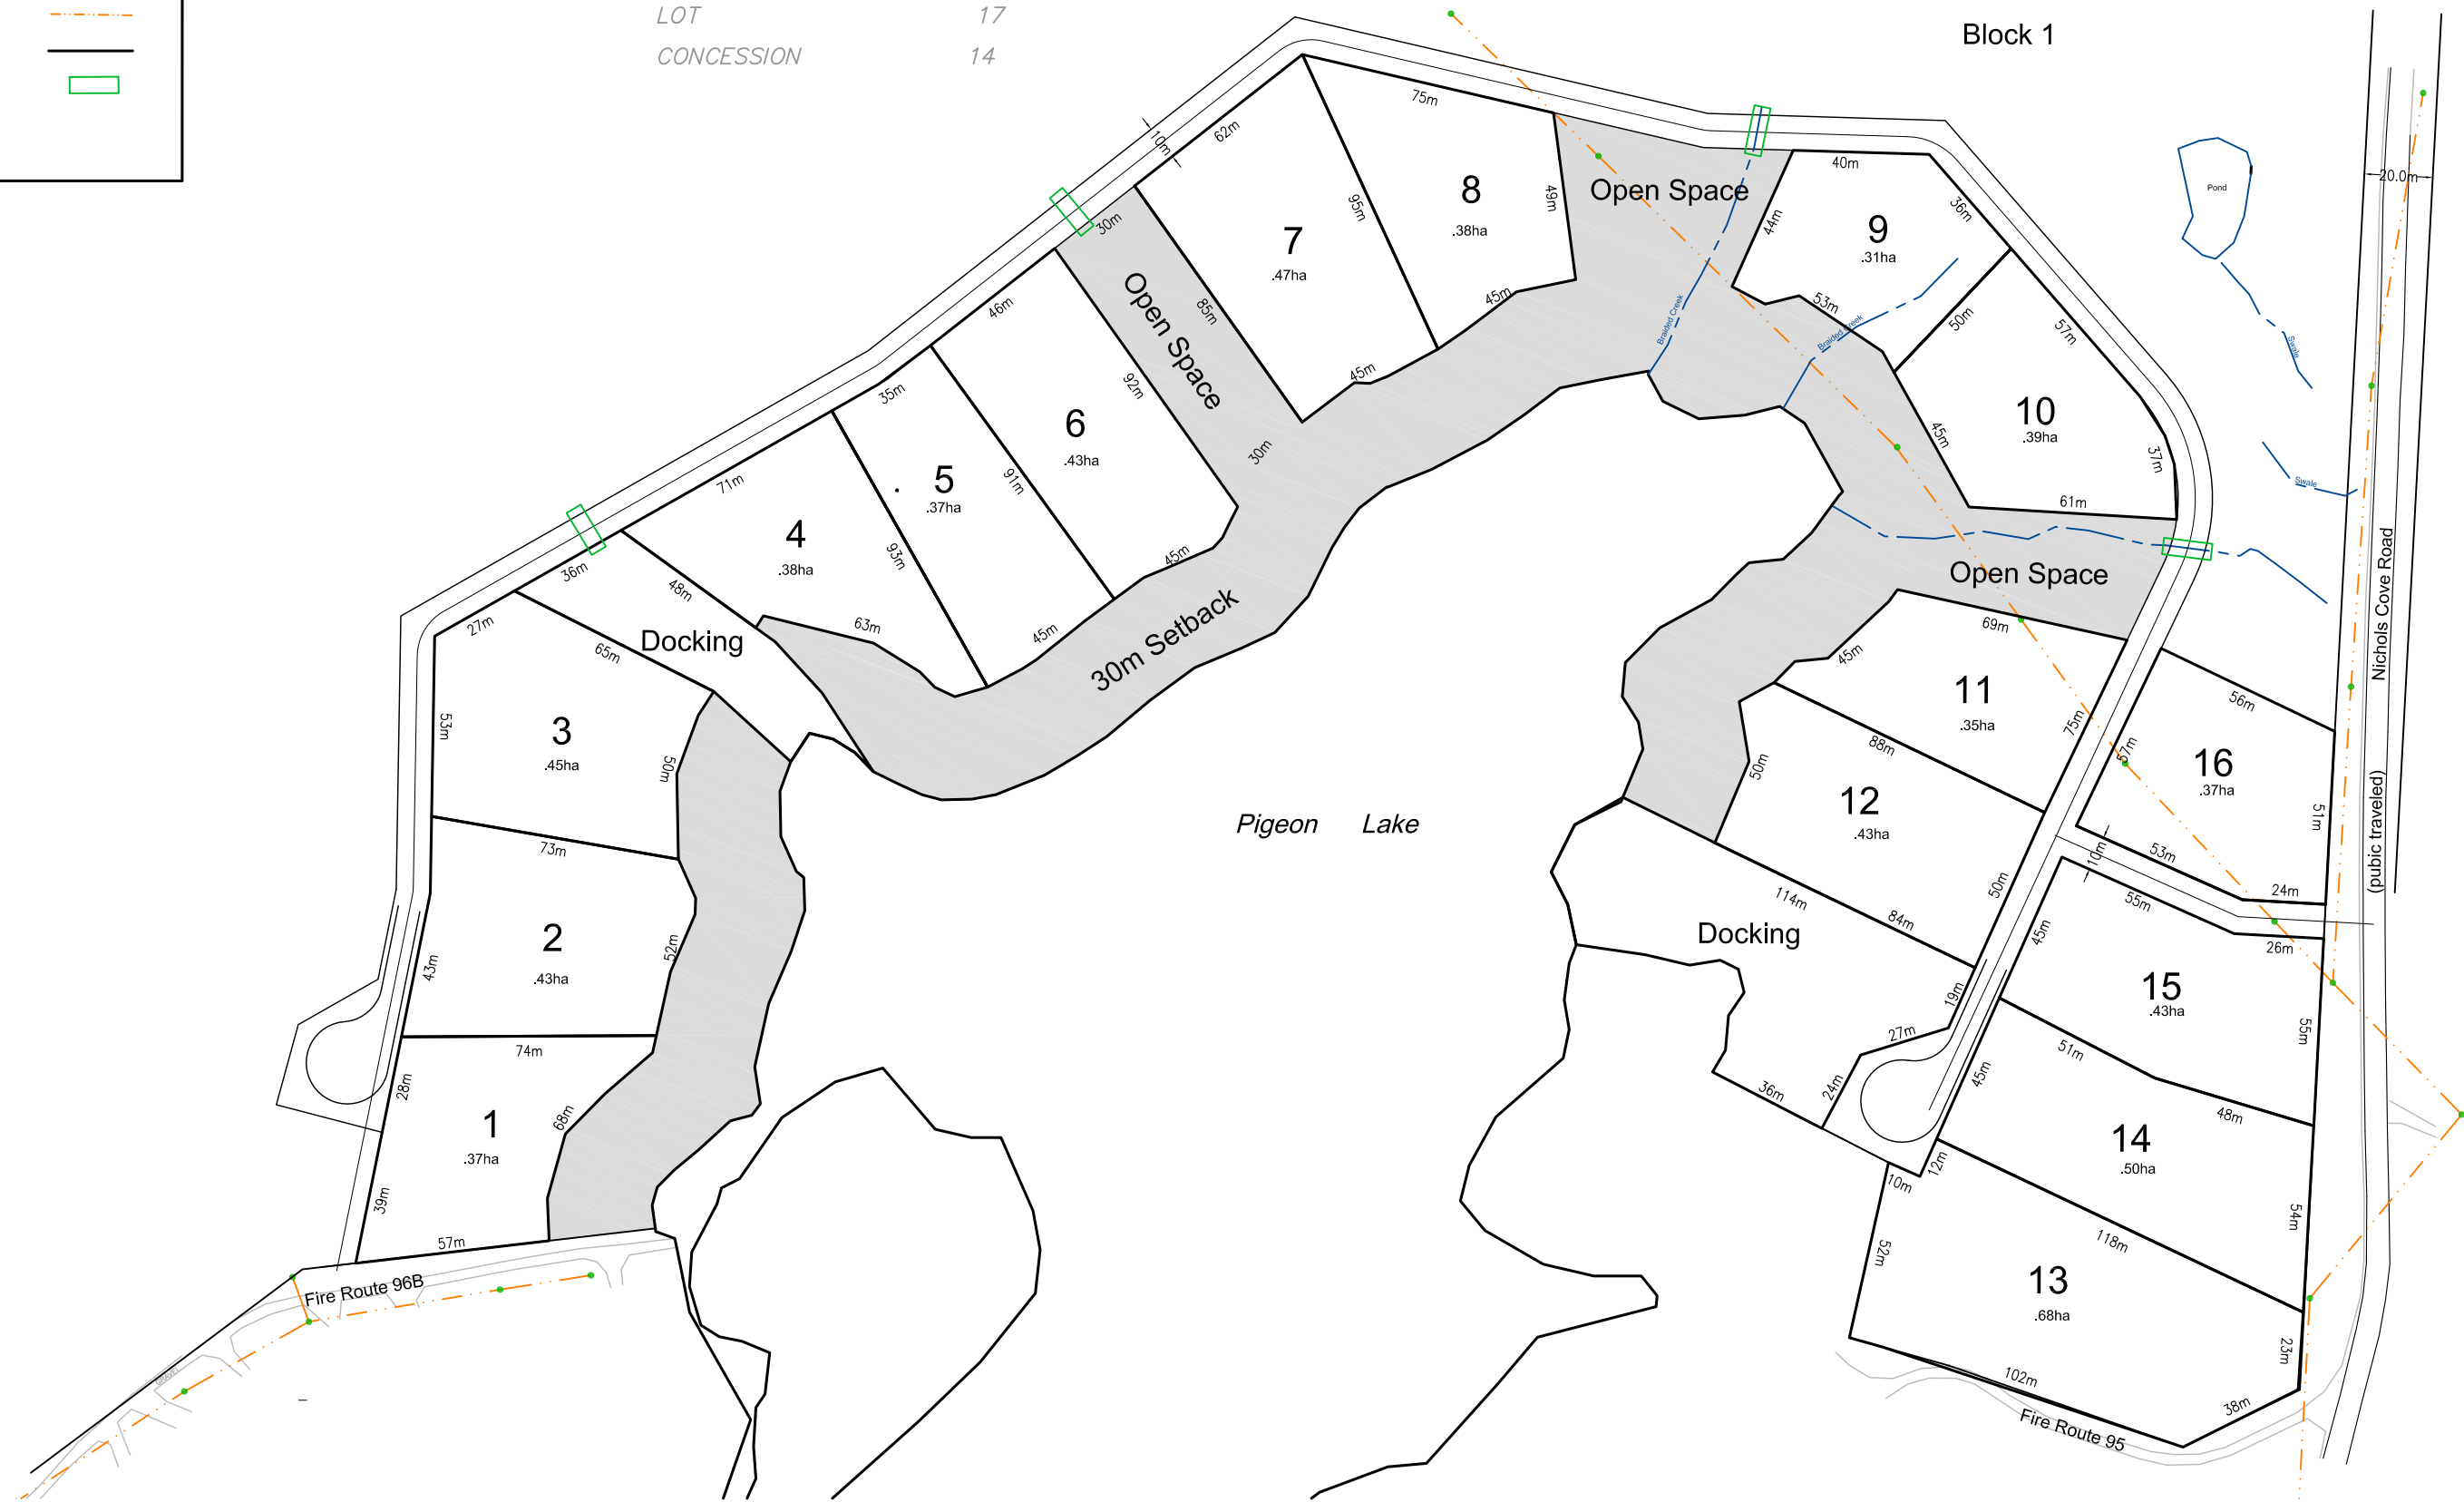 LOT 17
CONCESSION 14
Block 1
10m
62m
75m
40m
36m
20.0m
Pond
Open Space
8
.38ha
95m
49m
44m
9
.31ha
30m
7
.47ha
85m
45m
45m
53m
50m
57m
Braided Creek
Braided Creek
Swale
46m
Open Space
92m
30m
35m
6
.43ha
91m
45m
10
.39ha
45m
37m
61m
Swale
71m
5
.37ha
4
.38ha
93m
45m
63m
48m
36m
27m
65m
Docking
30m Setback
Open Space
Nichols Cove Road
(pubic traveled)
69m
45m
11
.35ha
75m
56m
57m
16
.37ha
51m
53m
24m
10m
88m
50m
12
.43ha
50m
53m
3
.45ha
50m
73m
Pigeon Lake
114m
84m
55m
26m
45m
Docking
2
.43ha
43m
52m
74m
19m
27m
24m
36m
15
.43ha
55m
51m
48m
45m
28m
1
.37ha
68m
39m
57m
14
.50ha
54m
12m
10m
118m
52m
13
.68ha
23m
102m
38m
Fire Route 96B
Fire Route 95